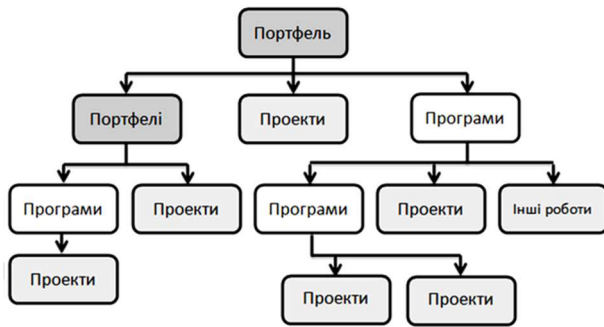 Портфель
Портфелі
Проекти
Програми
Програми
Проекти
Програми
Проекти
Інші роботи
Проекти
Проекти
Проекти